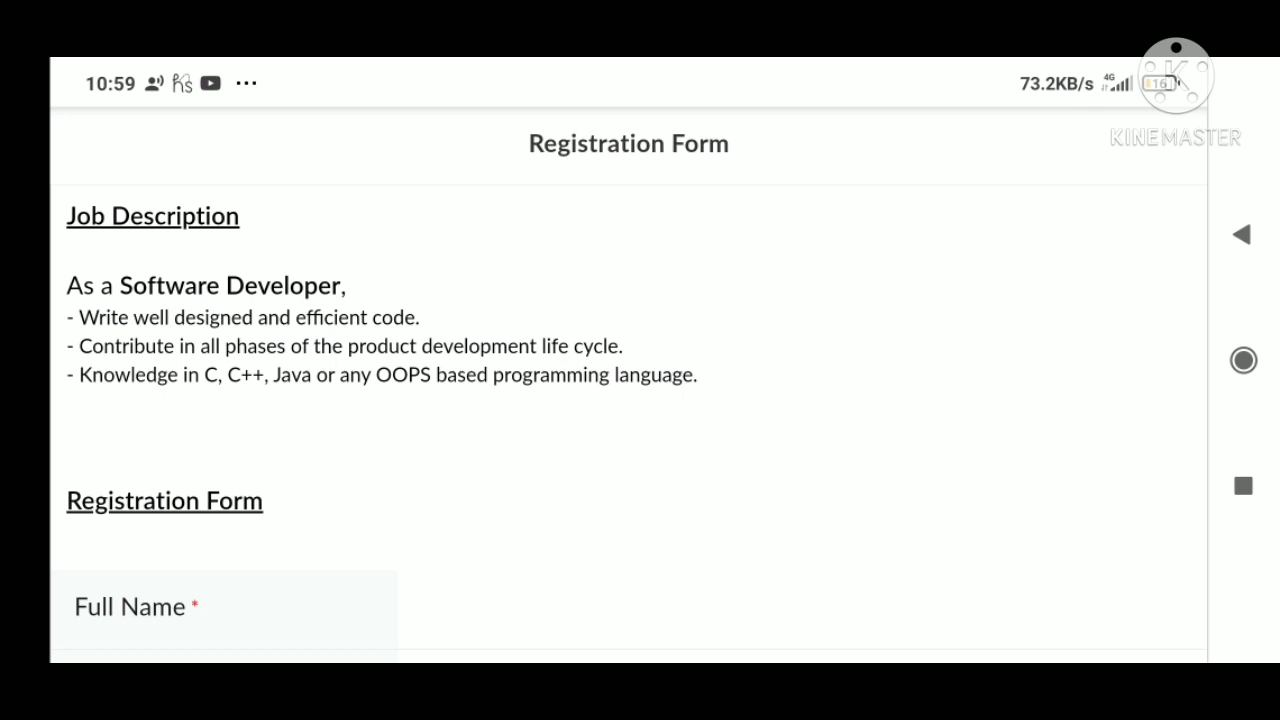 10:59 ... 73.2KB/s 4G 16
KINEMASTER
Registration Form
Job Description
As a Software Developer,
- Write well designed and efficient code.
- Contribute in all phases of the product development life cycle.
- Knowledge in C, C++, Java or any OOPS based programming language.
Registration Form
Full Name *